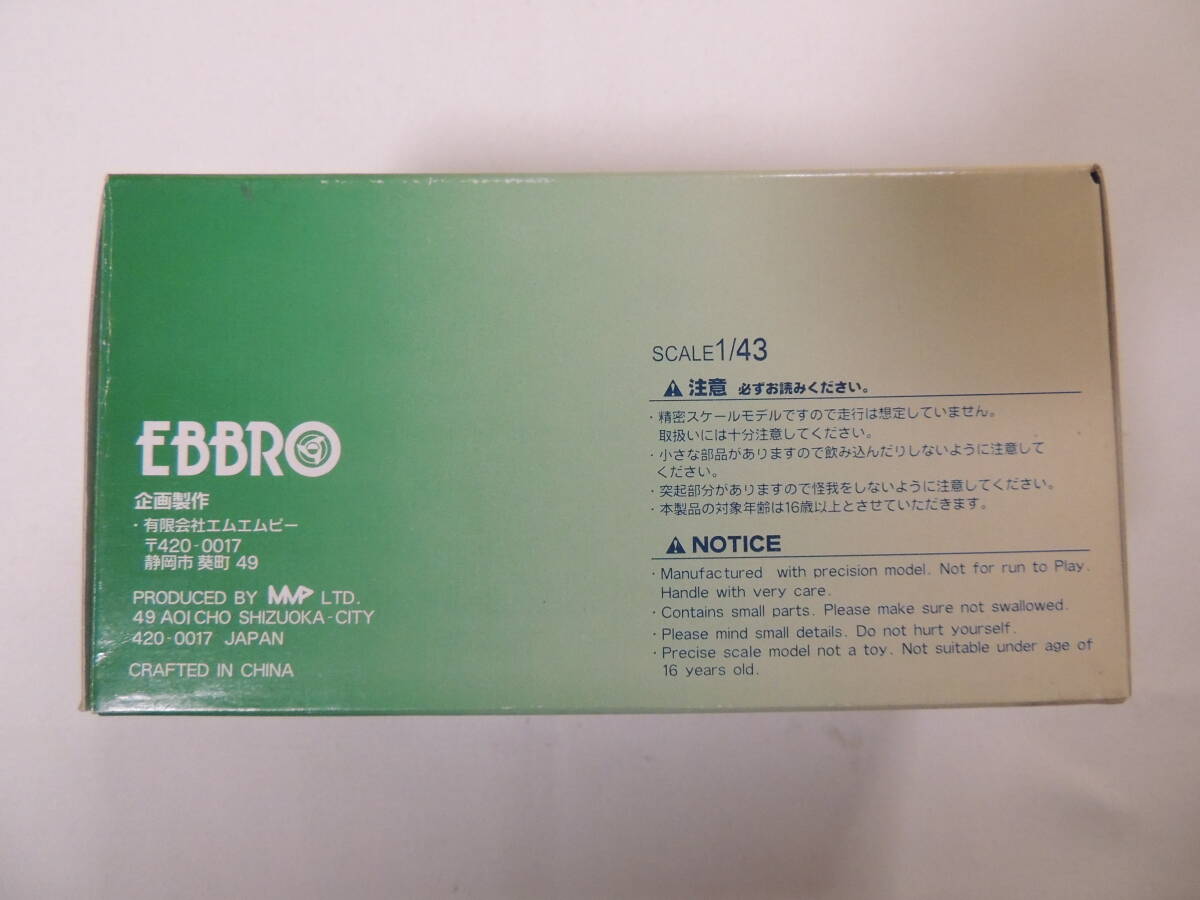 EBBRO
企画製作
・有限会社エムエムピー
〒420-0017
静岡市 葵町 49
PRODUCED BY MMP LTD.
49 AOI CHO SHIZUOKA-CITY
420-0017 JAPAN
CRAFTED IN CHINA
SCALE1/43
注意 必ずお読みください。
・精密スケールモデルですので走行は想定していません。
取扱いには十分注意してください。
・小さな部品がありますので飲み込んだりしないように注意して
ください。
・突起部分がありますので怪我をしないように注意してください。
・本製品の対象年齢は16歳以上とさせていただきます。
NOTICE
・Manufactured with precision model. Not for run to Play.
Handle with very care.
・Contains small parts. Please make sure not swallowed.
・Please mind small details. Do not hurt yourself.
・Precise scale model not a toy. Not suitable under age of
16 years old.